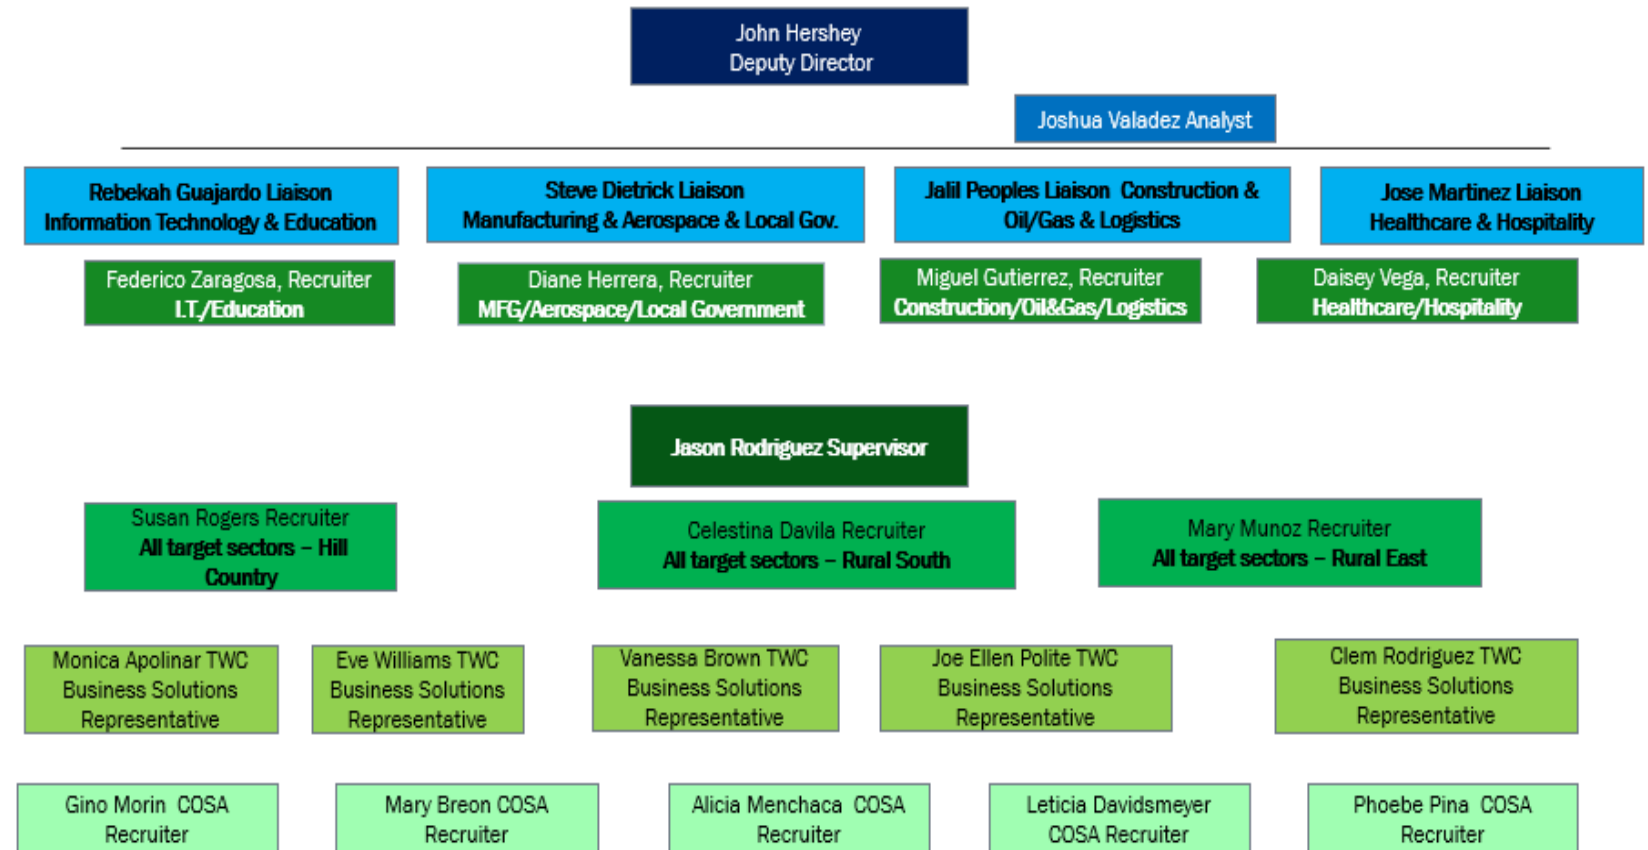 John Hershey
Deputy Director
Joshua Valadez Analyst
Rebekah Guajardo Liaison
Information Technology & Education
Steve Dietrick Liaison
Manufacturing & Aerospace & Local Gov.
Jalil Peoples Liaison  Construction &
Oil/Gas & Logistics
Jose Martinez Liaison
Healthcare & Hospitality
Federico Zaragosa, Recruiter
I.T./Education
Diane Herrera, Recruiter
MFG/Aerospace/Local Government
Miguel Gutierrez, Recruiter
Construction/Oil&Gas/Logistics
Daisey Vega, Recruiter
Healthcare/Hospitality
Jason Rodriguez Supervisor
Susan Rogers Recruiter
All target sectors – Hill
Country
Celestina Davila Recruiter
All target sectors – Rural South
Mary Munoz Recruiter
All target sectors – Rural East
Monica Apolinar TWC
Business Solutions
Representative
Eve Williams TWC
Business Solutions
Representative
Vanessa Brown TWC
Business Solutions
Representative
Joe Ellen Polite TWC
Business Solutions
Representative
Clem Rodriguez TWC
Business Solutions
Representative
Gino Morin  COSA
Recruiter
Mary Breon COSA
Recruiter
Alicia Menchaca  COSA
Recruiter
Leticia Davidsmeyer
COSA Recruiter
Phoebe Pina  COSA
Recruiter